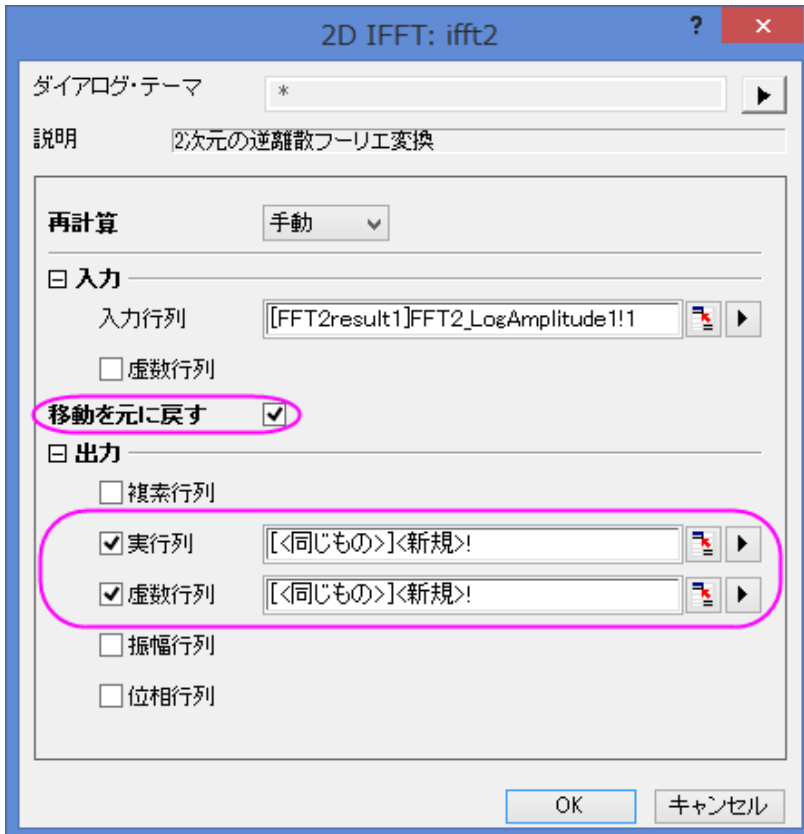 2D IFFT: ifft2
?
×
ダイアログ・テーマ *
説明 2次元の逆離散フーリエ変換
再計算 手動
入力
入力行列 [FFT2result1]FFT2_LogAmplitude1!1
虚数行列
移動を元に戻す
出力
複素行列
実行列 [<同じもの>]<新規>!
虚数行列 [<同じもの>]<新規>!
振幅行列
位相行列
OK キャンセル